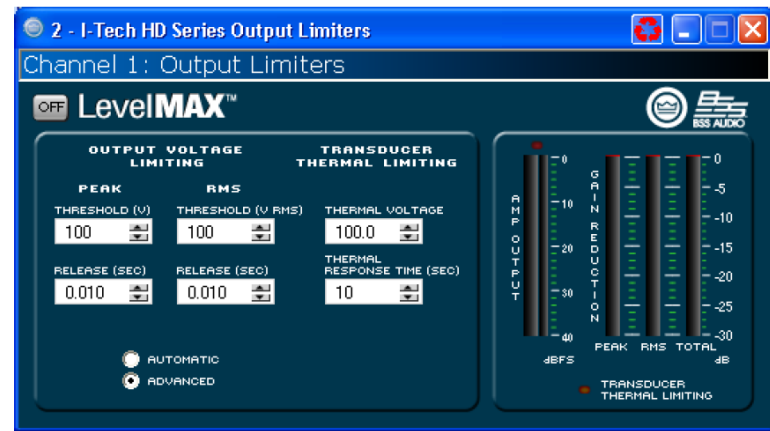 2 - I-Tech HD Series Output Limiters
Channel 1: Output Limiters
OFF LevelMAX™
BSS AUDIO
OUTPUT VOLTAGE LIMITING
PEAK
THRESHOLD (V)
100
RELEASE (SEC)
0.010
RMS
THRESHOLD (V RMS)
100
RELEASE (SEC)
0.010
TRANSDUCER THERMAL LIMITING
THERMAL VOLTAGE
100.0
THERMAL
RESPONSE TIME (SEC)
10
AUTOMATIC
ADVANCED
AMP OUTPUT
0
10
20
30
40
dBFS
GAIN REDUCTION
PEAK RMS TOTAL
0
-5
-10
-15
-20
-25
-30
dB
TRANSDUCER
THERMAL LIMITING